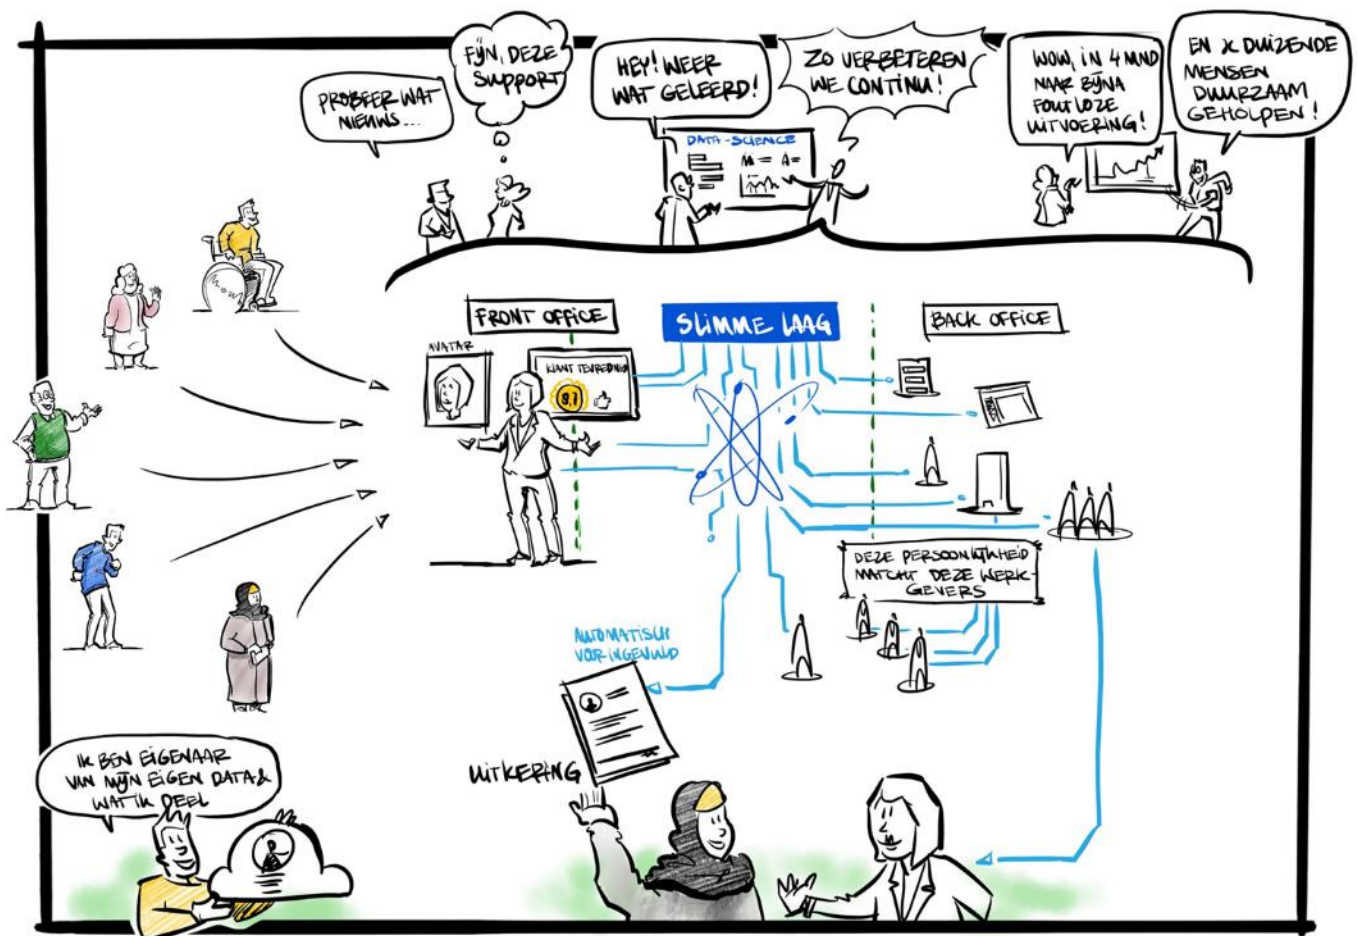 PROBEER WAT
NIEUWS...
FIJN, DEZE
SUPPORT
HEY! WEER
WAT GELEERD!
ZO VERBETEREN
WE CONTINU!
WOW, IN 4 MND
NAAR BIJNA
FOUTLOZE
UITVOERING!
EN 2K DUIZENDE
MENSEN
DUURZAAM
GEHOLPEN!
DATA-SCIENCE
FRONT OFFICE
SLIMME LAAG
BACK OFFICE
AVATAR
KLANT TEVREDENHEID
DEZE PERSOONLIJKHEID
MATCHT DEZE WERK-
GEVERS
AUTOMATISCH
VOORINGEVULD
UITKERING
IK BEN EIGENAAR
VAN MIJN EIGEN DATA &
WAT IK DEEL